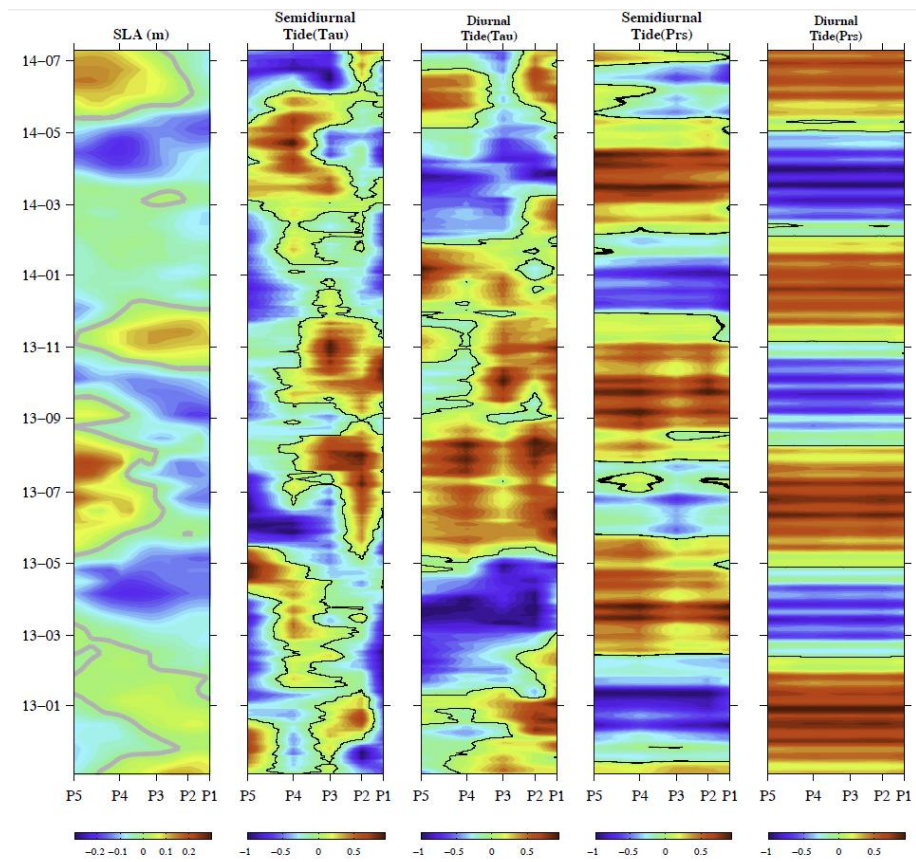 SLA (m)
Semidiurnal
Tide(Tau)
Diurnal
Tide(Tau)
Semidiurnal
Tide(Prs)
Diurnal
Tide(Prs)
14−07
14−05
14−03
14−01
13−11
13−09
13−07
13−05
13−03
13−01
P5 P4 P3 P2 P1
P5 P4 P3 P2 P1
P5 P4 P3 P2 P1
P5 P4 P3 P2 P1
P5 P4 P3 P2 P1
−0.2 −0.1 0 0.1 0.2
−1 −0.5 0 0.5
−1 −0.5 0 0.5
−1 −0.5 0 0.5
−1 −0.5 0 0.5